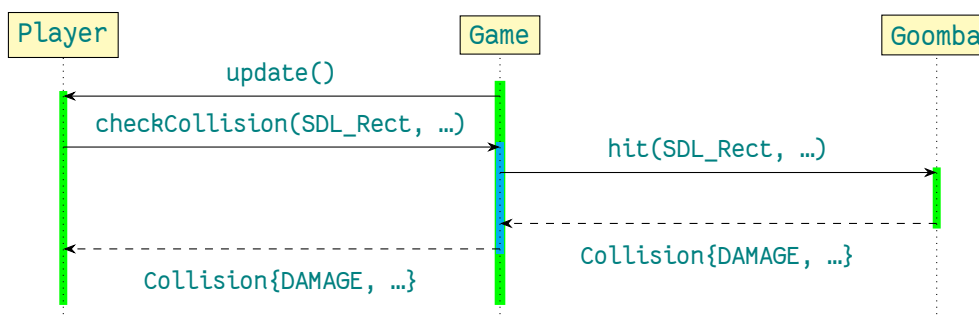 Player
Game
Goomba
update()
checkCollision(SDL_Rect, …)
hit(SDL_Rect, …)
Collision{DAMAGE, …}
Collision{DAMAGE, …}